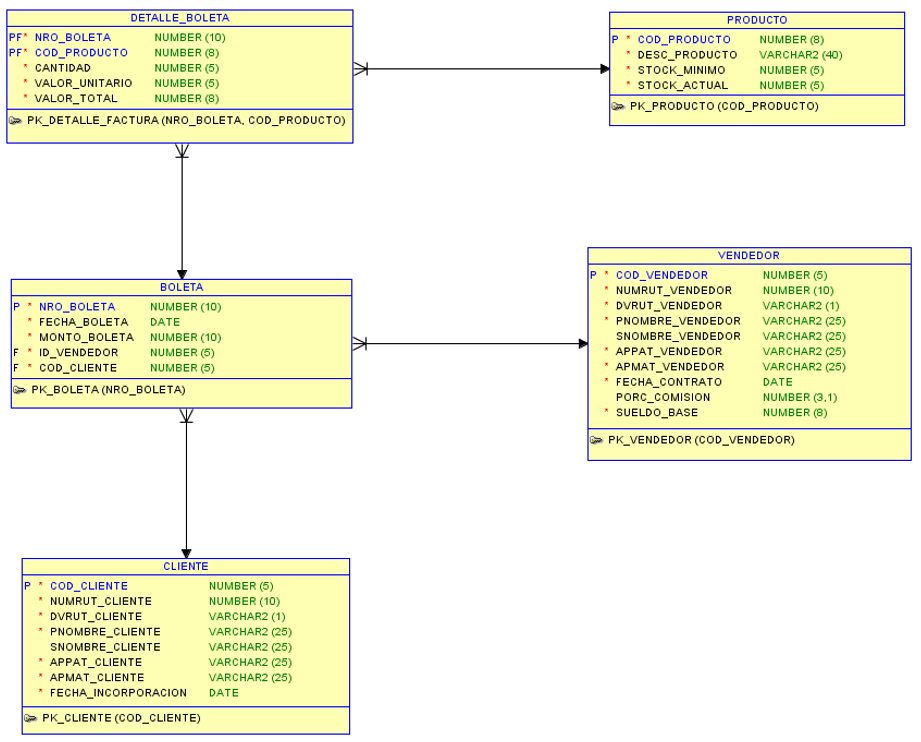 DETALLE_BOLETA
PF* NRO_BOLETA NUMBER (10)
PF* COD_PRODUCTO NUMBER (8)
* CANTIDAD NUMBER (5)
* VALOR_UNITARIO NUMBER (5)
* VALOR_TOTAL NUMBER (8)
PK_DETALLE_FACTURA (NRO_BOLETA, COD_PRODUCTO)
PRODUCTO
P * COD_PRODUCTO NUMBER (8)
* DESC_PRODUCTO VARCHAR2 (40)
* STOCK_MINIMO NUMBER (5)
* STOCK_ACTUAL NUMBER (5)
PK_PRODUCTO (COD_PRODUCTO)
BOLETA
P * NRO_BOLETA NUMBER (10)
* FECHA_BOLETA DATE
* MONTO_BOLETA NUMBER (10)
F * ID_VENDEDOR NUMBER (5)
F * COD_CLIENTE NUMBER (5)
PK_BOLETA (NRO_BOLETA)
VENDEDOR
P * COD_VENDEDOR NUMBER (5)
* NUMRUT_VENDEDOR NUMBER (10)
* DVRUT_VENDEDOR VARCHAR2 (1)
* PNOMBRE_VENDEDOR VARCHAR2 (25)
SNOMBRE_VENDEDOR VARCHAR2 (25)
* APPAT_VENDEDOR VARCHAR2 (25)
* APMAT_VENDEDOR VARCHAR2 (25)
* FECHA_CONTRATO DATE
PORC_COMISION NUMBER (3,1)
* SUELDO_BASE NUMBER (8)
PK_VENDEDOR (COD_VENDEDOR)
CLIENTE
P * COD_CLIENTE NUMBER (5)
* NUMRUT_CLIENTE NUMBER (10)
* DVRUT_CLIENTE VARCHAR2 (1)
* PNOMBRE_CLIENTE VARCHAR2 (25)
SNOMBRE_CLIENTE VARCHAR2 (25)
* APPAT_CLIENTE VARCHAR2 (25)
* APMAT_CLIENTE VARCHAR2 (25)
* FECHA_INCORPORACION DATE
PK_CLIENTE (COD_CLIENTE)